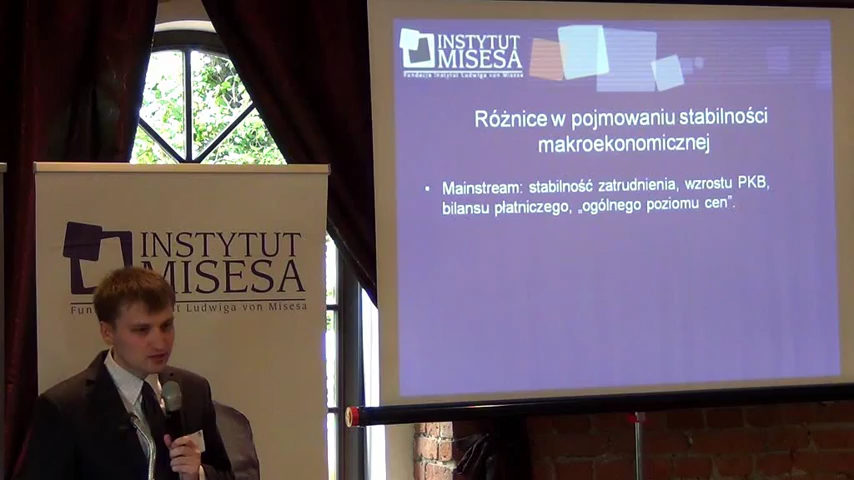 INSTYTUT
MISESA
Fundacja Instytut Ludwiga von Misesa
Różnice w pojmowaniu stabilności
makroekonomicznej
• Mainstream: stabilność zatrudnienia, wzrostu PKB,
bilansu płatniczego, „ogólnego poziomu cen”.
INSTYTUT
MISESA
Fun t Ludwiga von Misesa